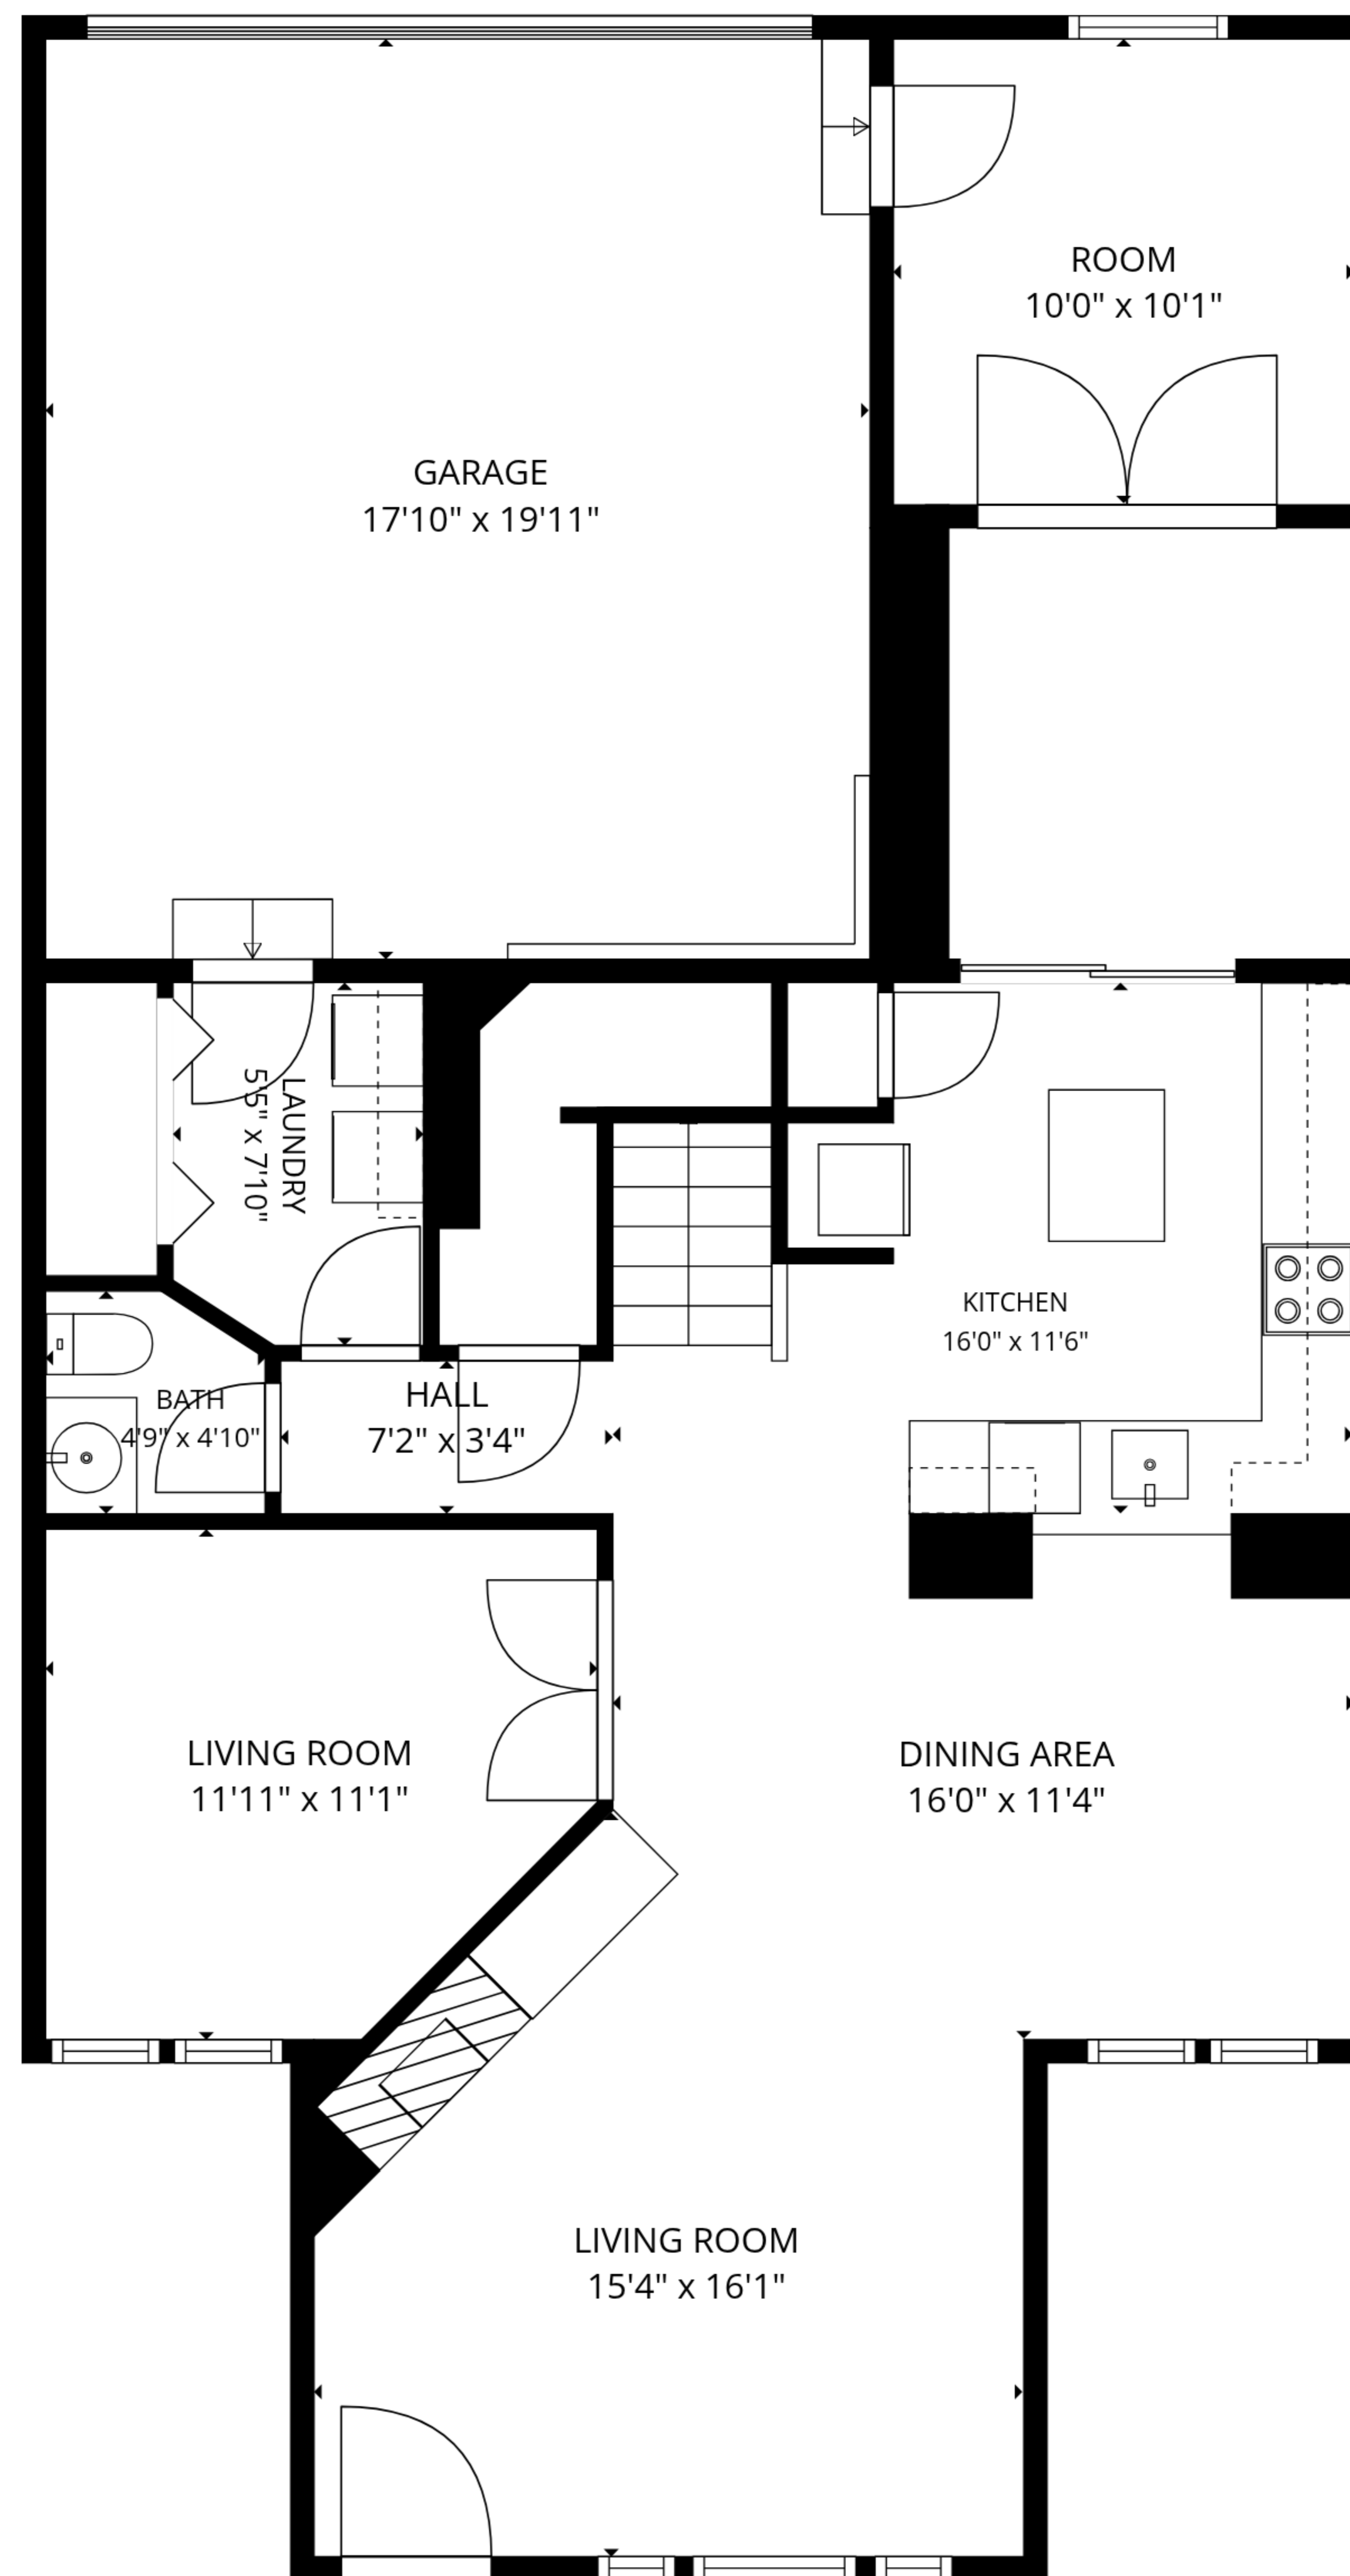 ROOM
10'0" x 10'1"
GARAGE
17'10" x 19'11"
LAUNDRY
5'5" x 7'10"
KITCHEN
16'0" x 11'6"
BATH
4'9" x 4'10"
HALL
7'2" x 3'4"
LIVING ROOM
11'11" x 11'1"
DINING AREA
16'0" x 11'4"
LIVING ROOM
15'4" x 16'1"